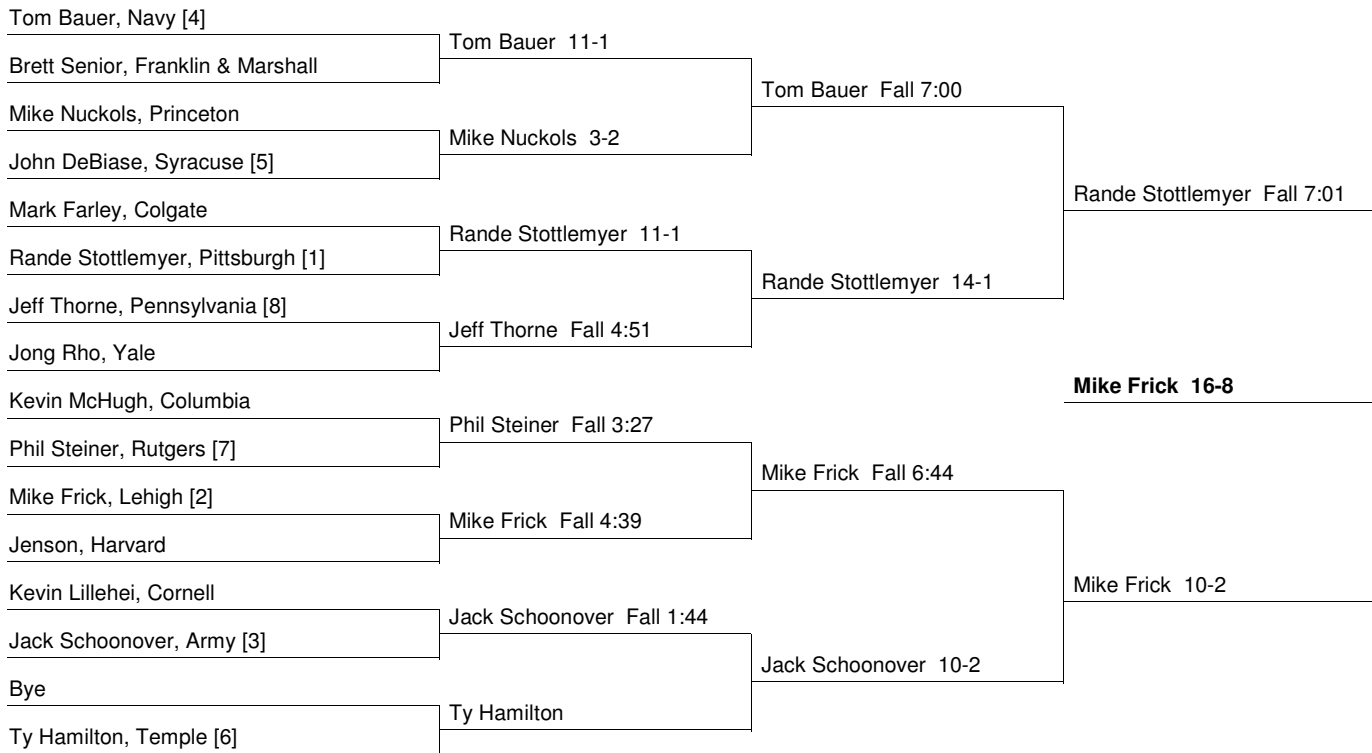 Tom Bauer, Navy [4]
Brett Senior, Franklin & Marshall
Mike Nuckols, Princeton
John DeBiase, Syracuse [5]
Mark Farley, Colgate
Rande Stottlemyer, Pittsburgh [1]
Jeff Thorne, Pennsylvania [8]
Jong Rho, Yale
Kevin McHugh, Columbia
Phil Steiner, Rutgers [7]
Mike Frick, Lehigh [2]
Jenson, Harvard
Kevin Lillehei, Cornell
Jack Schoonover, Army [3]
Bye
Ty Hamilton, Temple [6]
Tom Bauer 11-1
Mike Nuckols 3-2
Rande Stottlemyer 11-1
Jeff Thorne Fall 4:51
Phil Steiner Fall 3:27
Mike Frick Fall 4:39
Jack Schoonover Fall 1:44
Ty Hamilton
Tom Bauer Fall 7:00
Rande Stottlemyer 14-1
Mike Frick Fall 6:44
Jack Schoonover 10-2
Rande Stottlemyer Fall 7:01
Mike Frick 16-8
Mike Frick 10-2